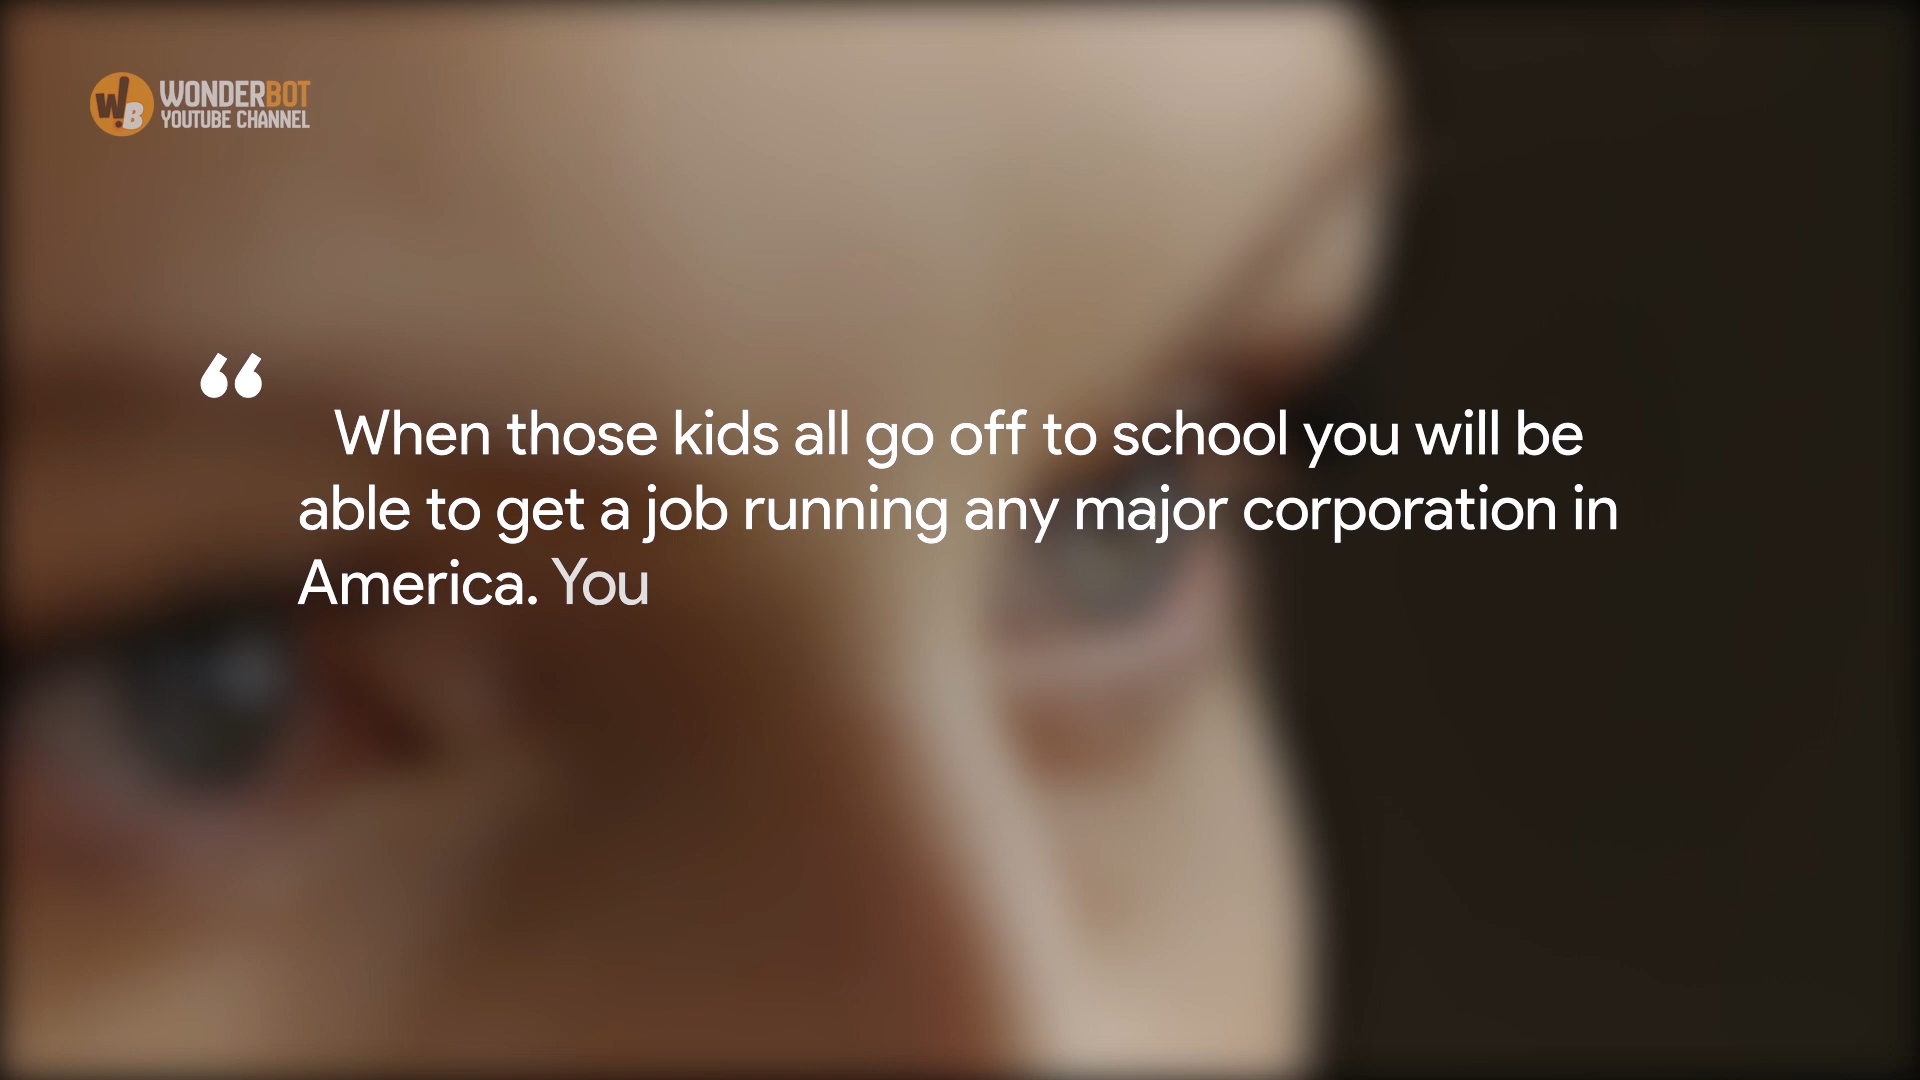 WONDERBOT
YOUTUBE CHANNEL
“
When those kids all go off to school you will be
able to get a job running any major corporation in
America. You